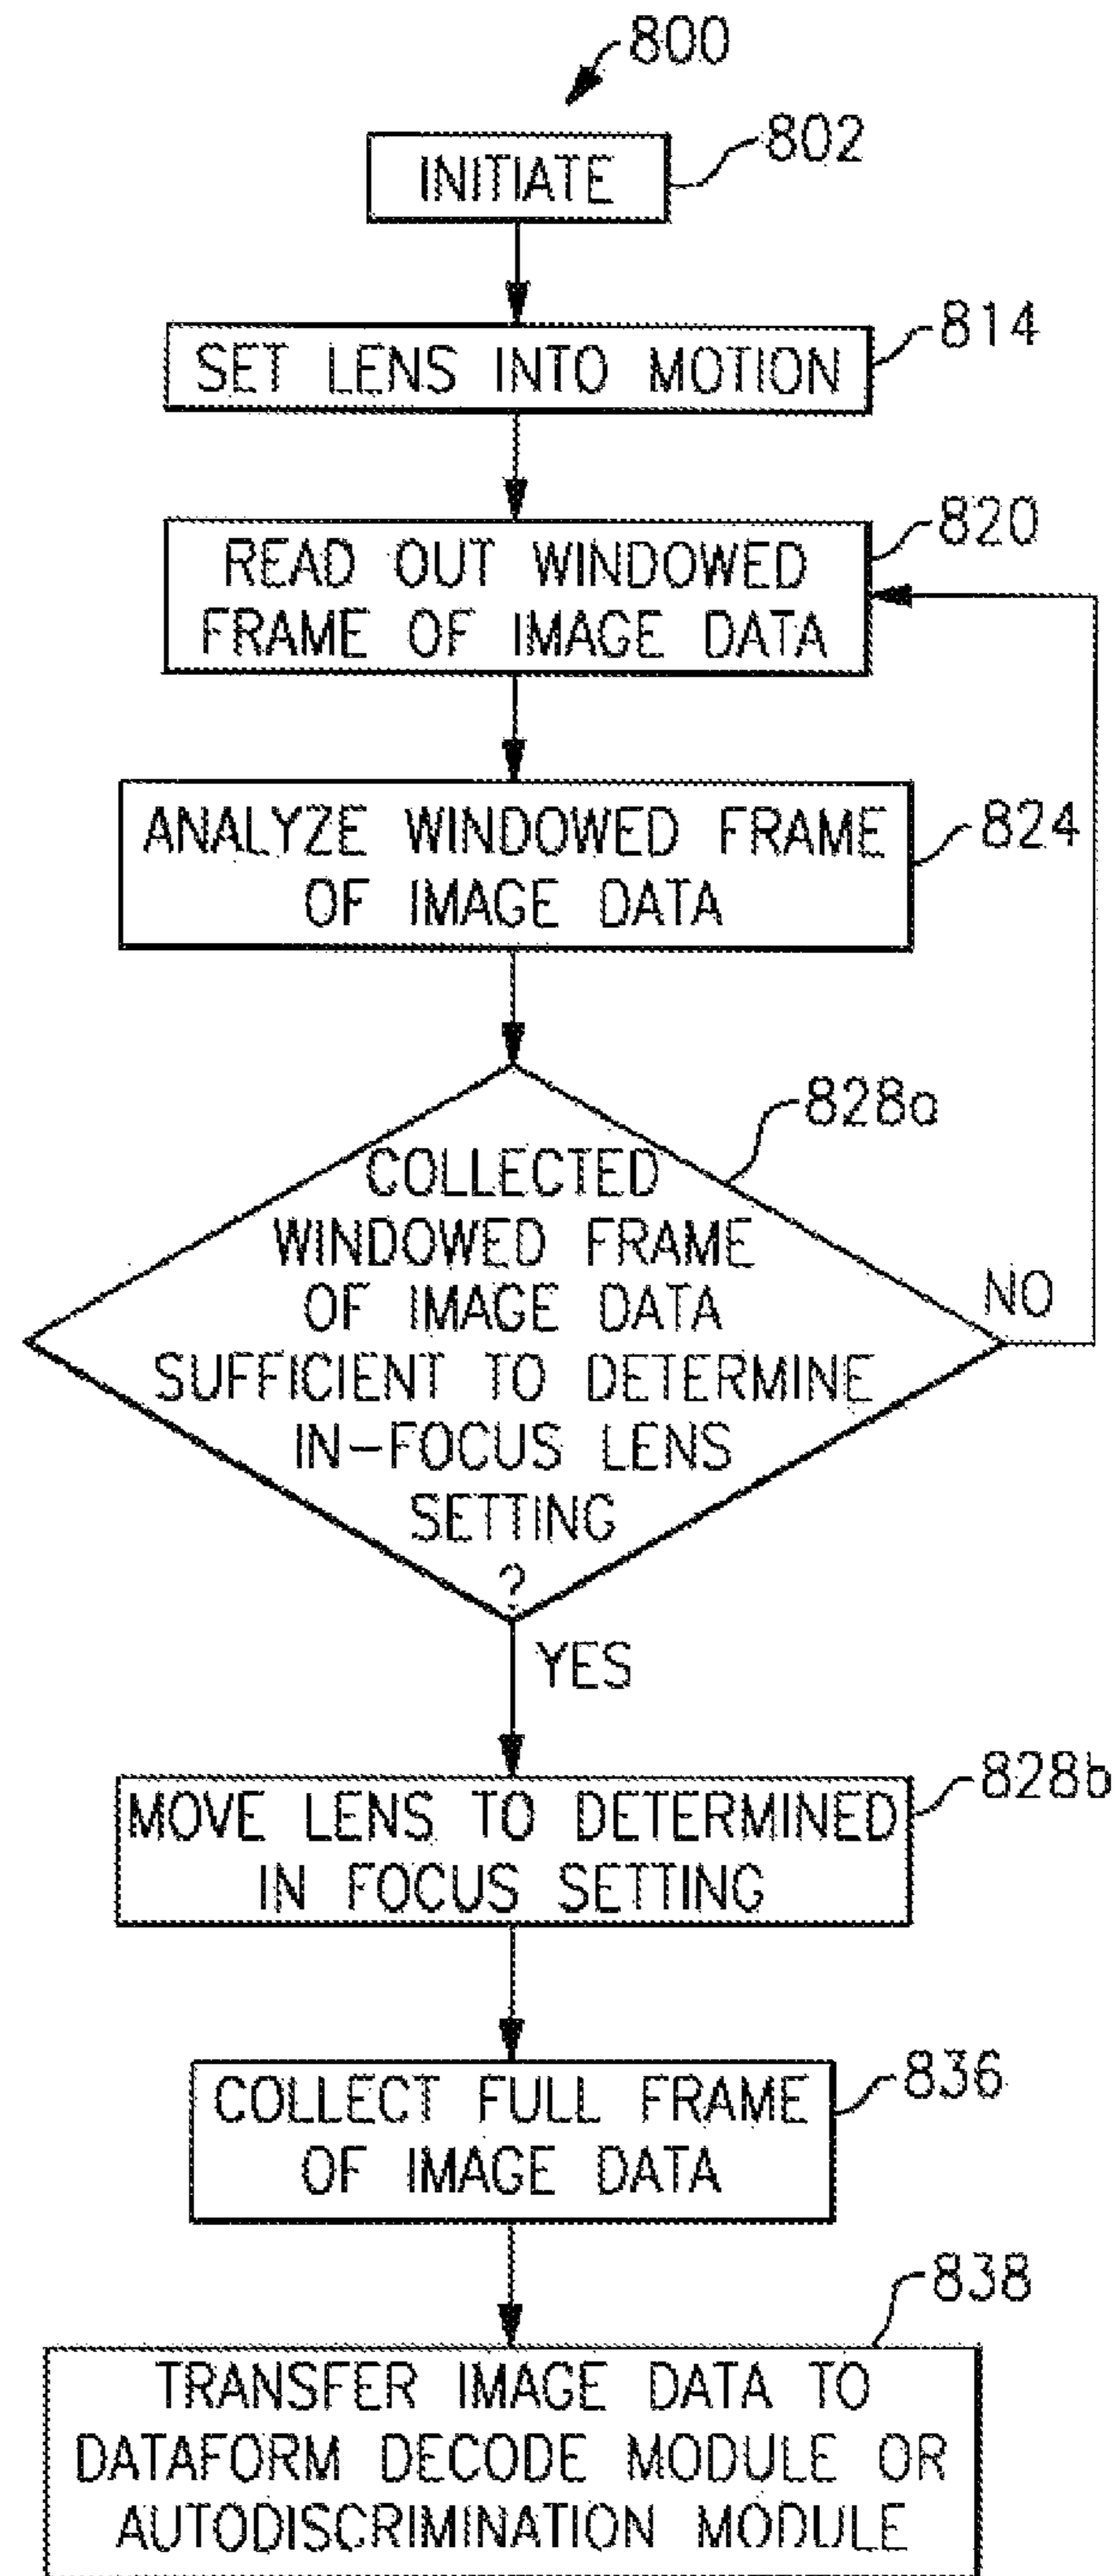 800
INITIATE
802
SET LENS INTO MOTION
814
READ OUT WINDOWED
FRAME OF IMAGE DATA
820
ANALYZE WINDOWED FRAME
OF IMAGE DATA
824
COLLECTED
WINDOWED FRAME
OF IMAGE DATA
SUFFICIENT TO DETERMINE
IN-FOCUS LENS
SETTING
?
828a
NO
YES
MOVE LENS TO DETERMINED
IN FOCUS SETTING
828b
COLLECT FULL FRAME
OF IMAGE DATA
836
838
TRANSFER IMAGE DATA TO
DATAFORM DECODE MODULE OR
AUTODISCRIMINATION MODULE